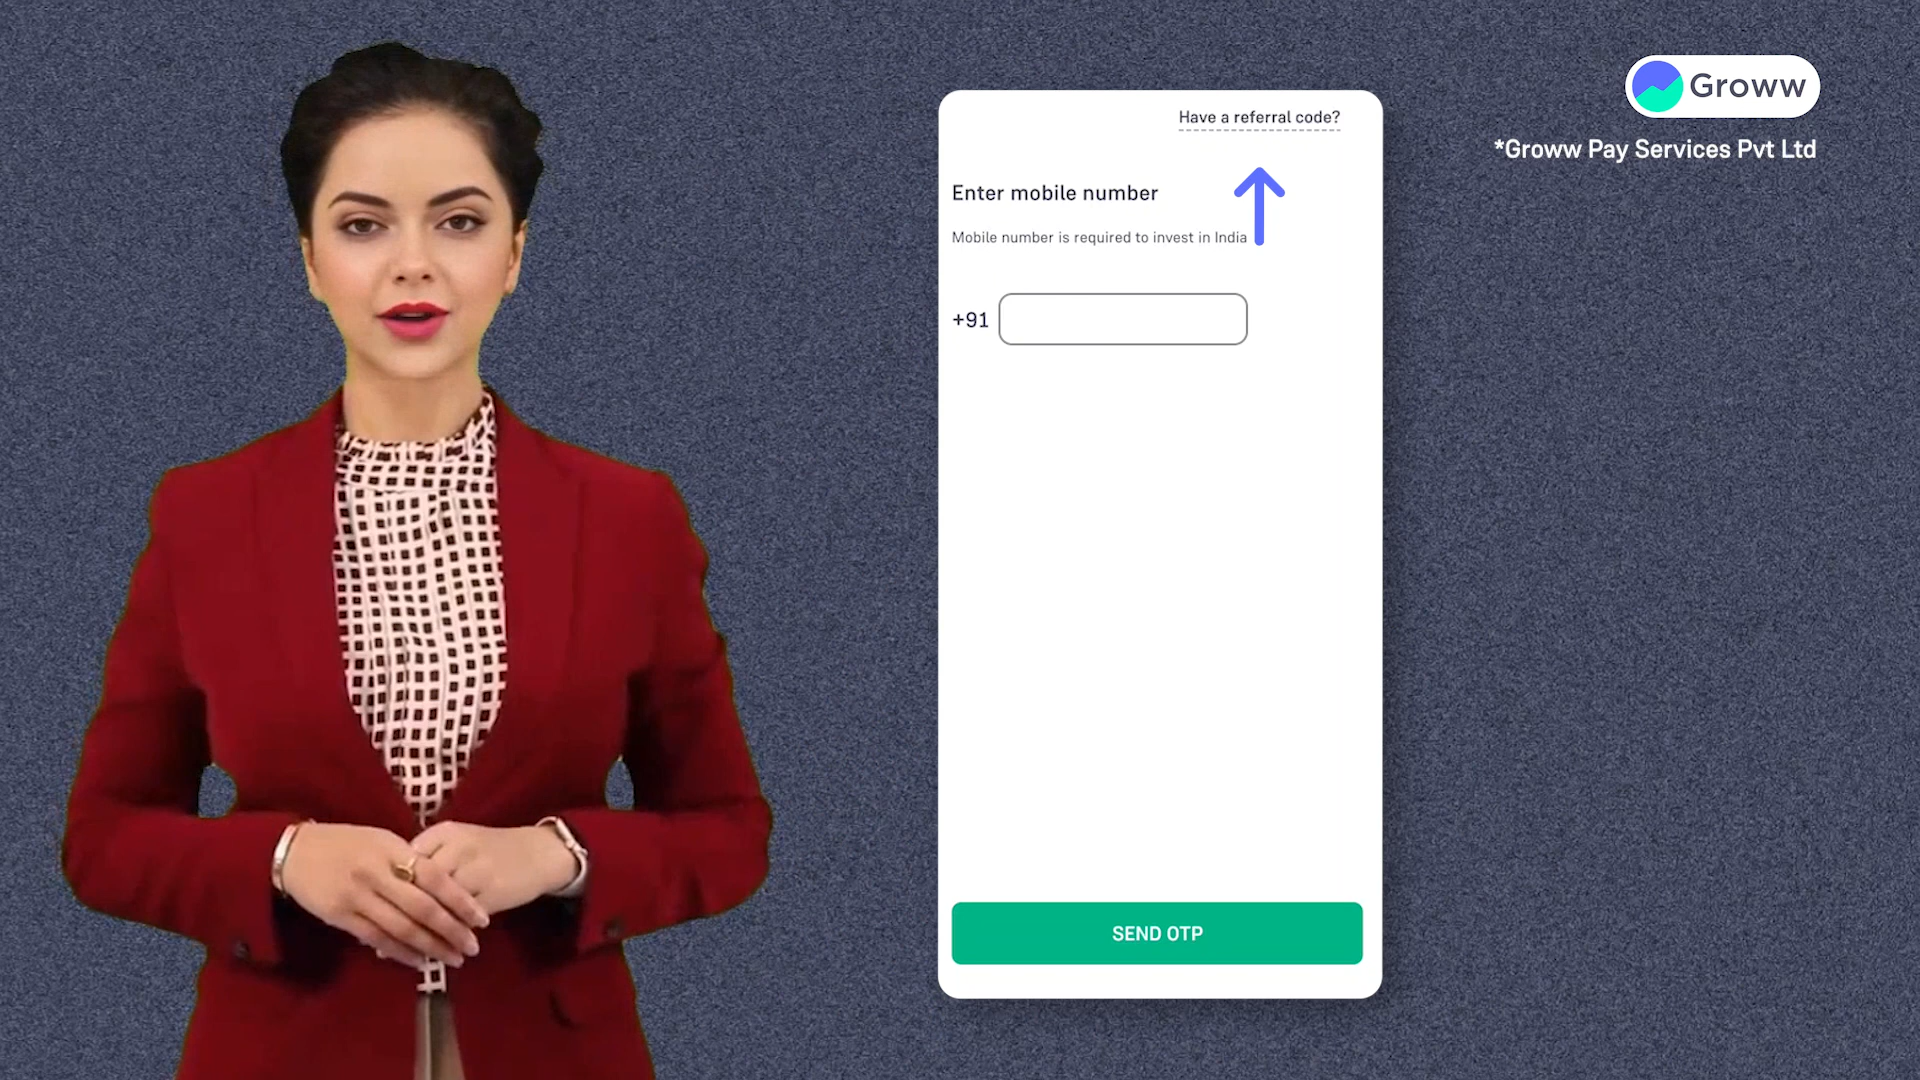 Groww
*Groww Pay Services Pvt Ltd
Have a referral code?
Enter mobile number
Mobile number is required to invest in India
+91
SEND OTP